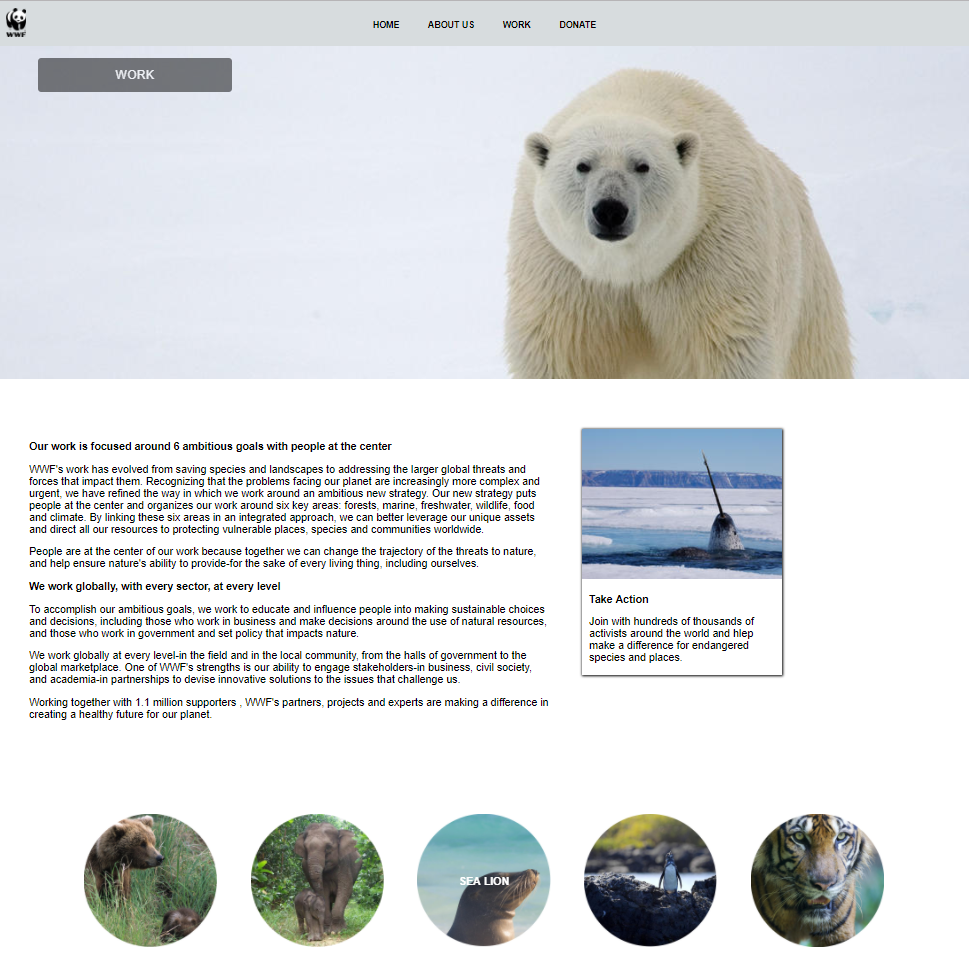 WWF
HOME ABOUT US WORK DONATE
WORK
Our work is focused around 6 ambitious goals with people at the center
WWF's work has evolved from saving species and landscapes to addressing the larger global threats and
forces that impact them. Recognizing that the problems facing our planet are increasingly more complex and
urgent, we have refined the way in which we work around an ambitious new strategy. Our new strategy puts
people at the center and organizes our work around six key areas: forests, marine, freshwater, wildlife, food
and climate. By linking these six areas in an integrated approach, we can better leverage our unique assets
and direct all our resources to protecting vulnerable places, species and communities worldwide.
People are at the center of our work because together we can change the trajectory of the threats to nature,
and help ensure nature's ability to provide-for the sake of every living thing, including ourselves.
We work globally, with every sector, at every level
To accomplish our ambitious goals, we work to educate and influence people into making sustainable choices
and decisions, including those who work in business and make decisions around the use of natural resources,
and those who work in government and set policy that impacts nature.
We work globally at every level-in the field and in the local community, from the halls of government to the
global marketplace. One of WWF's strengths is our ability to engage stakeholders-in business, civil society,
and academia-in partnerships to devise innovative solutions to the issues that challenge us.
Working together with 1.1 million supporters , WWF's partners, projects and experts are making a difference in
creating a healthy future for our planet.
Take Action
Join with hundreds of thousands of
activists around the world and hlep
make a difference for endangered
species and places.
SEA LION